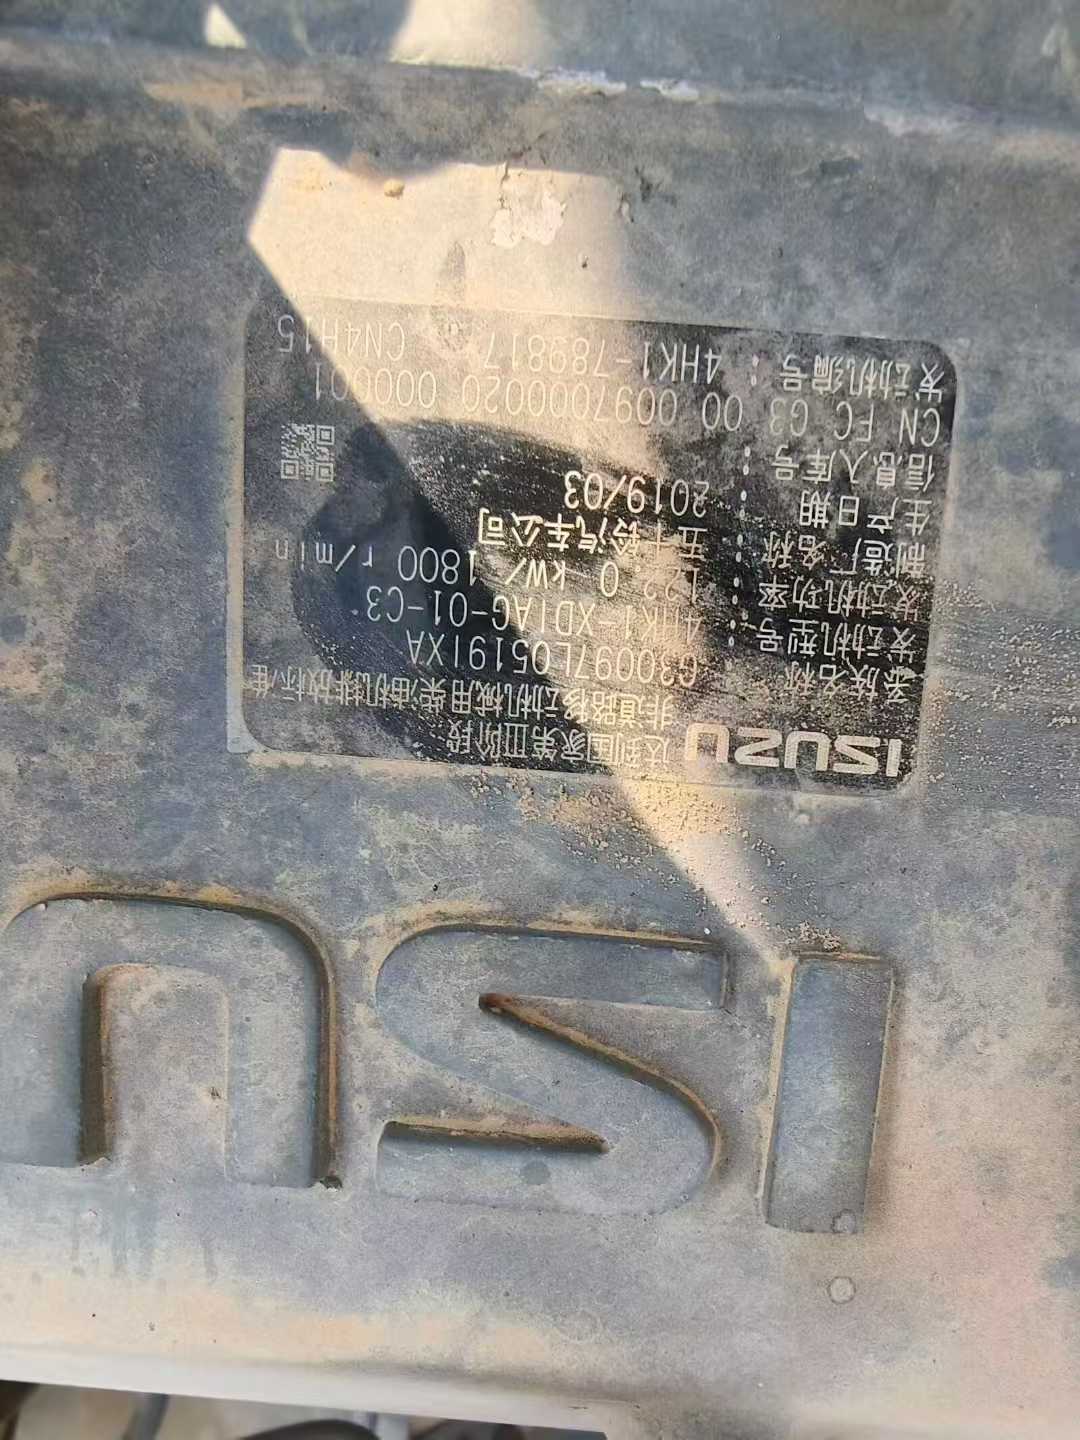 ISUZU 达到国家第III阶段
非道路移动机械用柴油机排放标准
系族名称 : G30097L05191XA
发动机型号 : 4HK1-XDIAG-01-C3
发动机功率 : 122.0 kW/ 1800 r/min
制造厂名称 : 五十铃汽车公司
生产日期 : 2019/03
信息入库号 :
CN FC G3 00 0097000020 000001
发动机编号 : 4HK1-789817 CN4H15
ISU